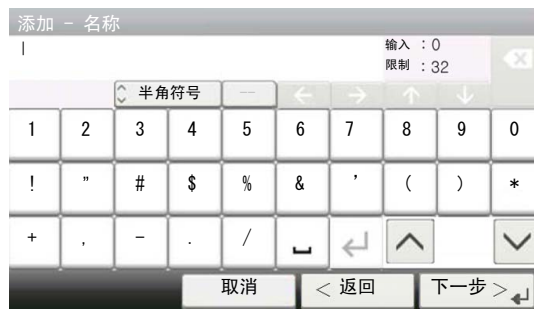 添加 - 名称
输入 :0
限制 :32
半角符号
1 2 3 4 5 6 7 8 9 0
! " # $ % & ' ( ) *
+ , - . /
取消 < 返回 下一步 >